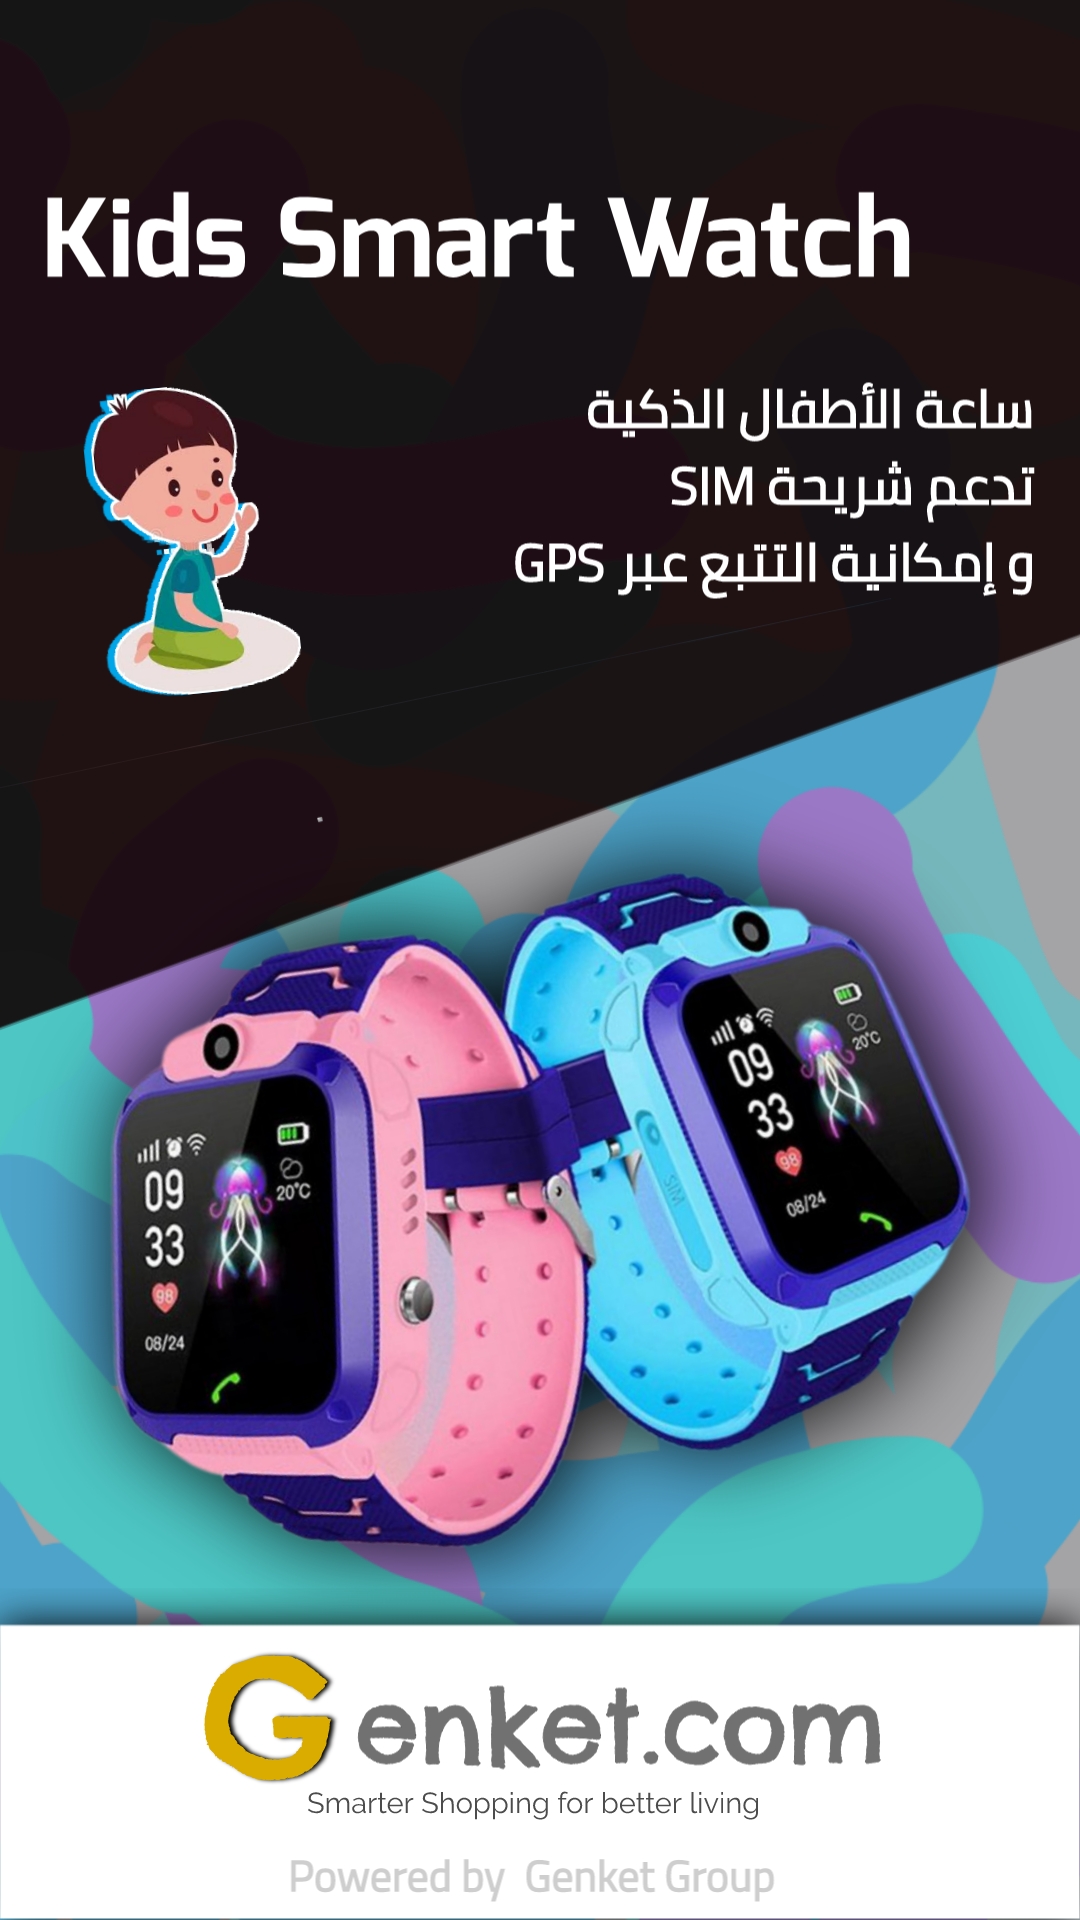 Kids Smart Watch
ساعة الأطفال الذكية
تدعم شريحة SIM
و إمكانية التتبع عبر GPS
20°C
09
33
98
08/24
SIM
20°C
09
33
98
08/24
Genket.com
Smarter Shopping for better living
Powered by Genket Group